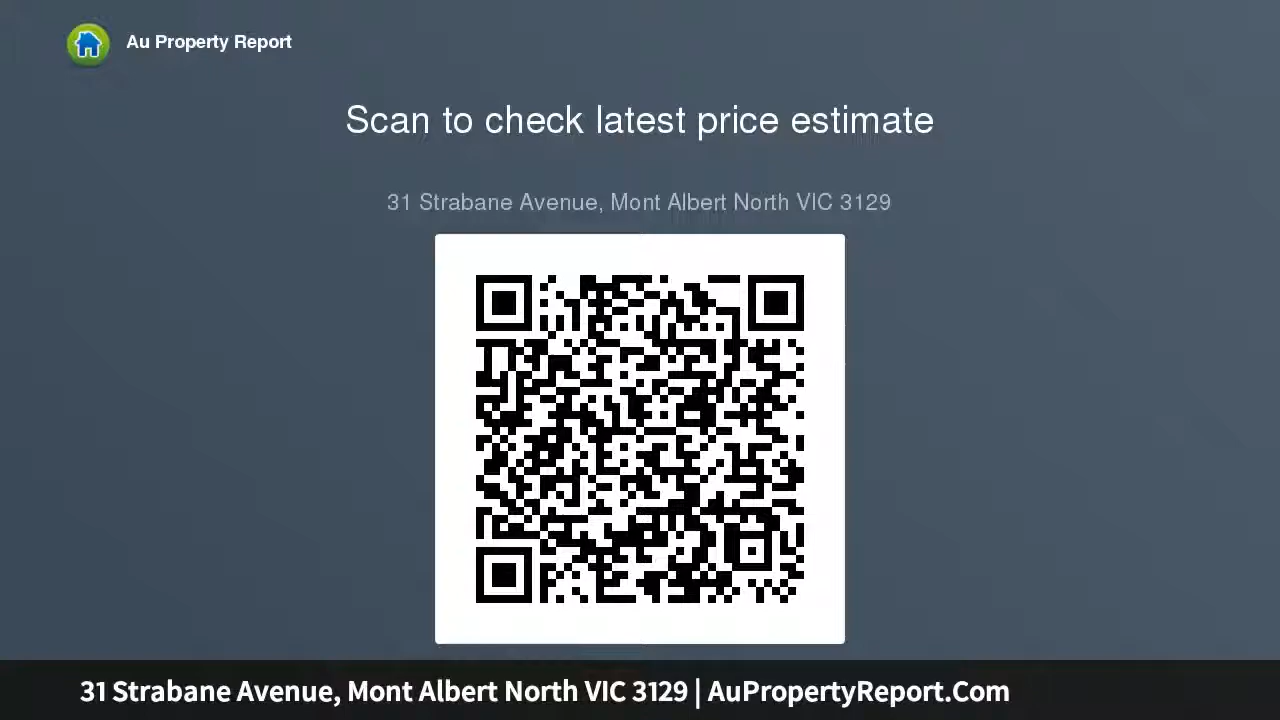 Au Property Report
Scan to check latest price estimate
31 Strabane Avenue, Mont Albert North VIC 3129
31 Strabane Avenue, Mont Albert North VIC 3129 | AuPropertyReport.Com